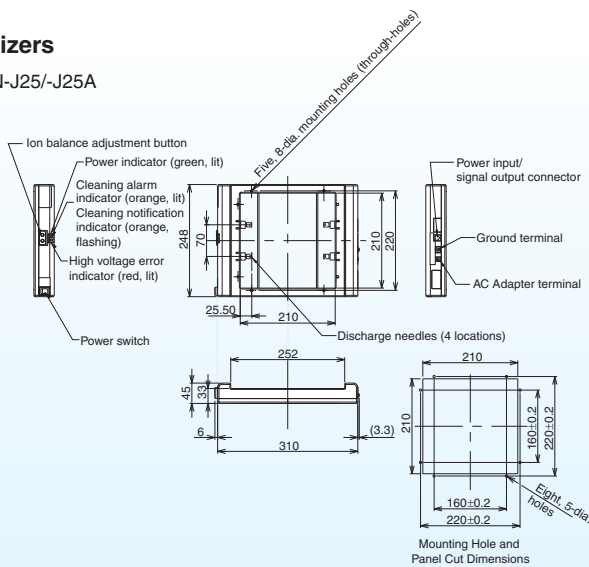 izers
N-J25/-J25A
Five, 8-dia. mounting holes (through-holes)
Ion balance adjustment button
Power indicator (green, lit)
Cleaning alarm
indicator (orange, lit)
Cleaning notification
indicator (orange,
flashing)
High voltage error
indicator (red, lit)
Power switch
248
70
25.50
210
210
220
Discharge needles (4 locations)
Power input/
signal output connector
Ground terminal
AC Adapter terminal
252
45
33
6
310
(3.3)
210
210
160±0.2
220±0.2
160±0.2
220±0.2
Eight, 5-dia.
holes
Mounting Hole and
Panel Cut Dimensions